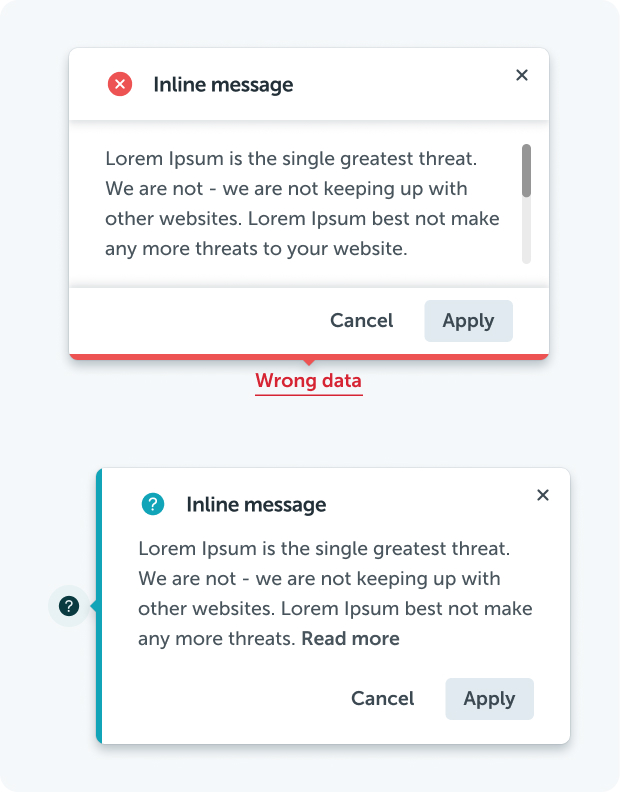 Inline message
Lorem Ipsum is the single greatest threat.
We are not - we are not keeping up with
other websites. Lorem Ipsum best not make
any more threats to your website.
Cancel Apply
Wrong data
? Inline message
Lorem Ipsum is the single greatest threat.
We are not - we are not keeping up with
other websites. Lorem Ipsum best not make
? any more threats. Read more
Cancel Apply